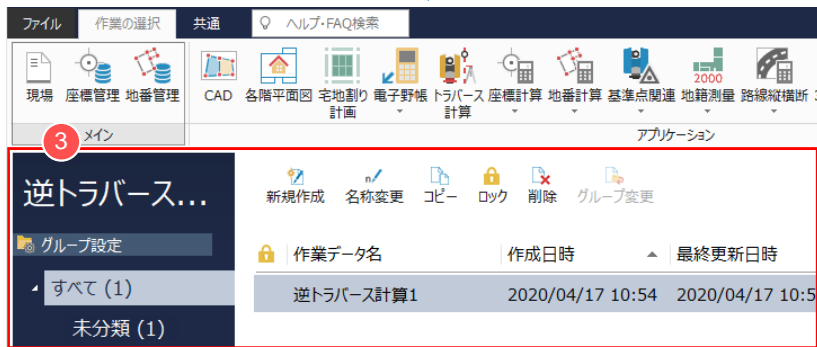 ファイル 作業の選択 共通 ヘルプ・FAQ検索
現場 座標管理 地番管理 CAD 各階平面図 宅地割り 電子野帳 トラバース 座標計算 地番計算 基準点関連 地籍測量 路線縦横断
計画 計算
2000
メイン アプリケーション
3
逆トラバース...
新規作成 名称変更 コピー ロック 削除 グループ変更
グループ設定
作業データ名 作成日時 最終更新日時
すべて (1)
逆トラバース計算1 2020/04/17 10:54 2020/04/17 10:5
未分類 (1)